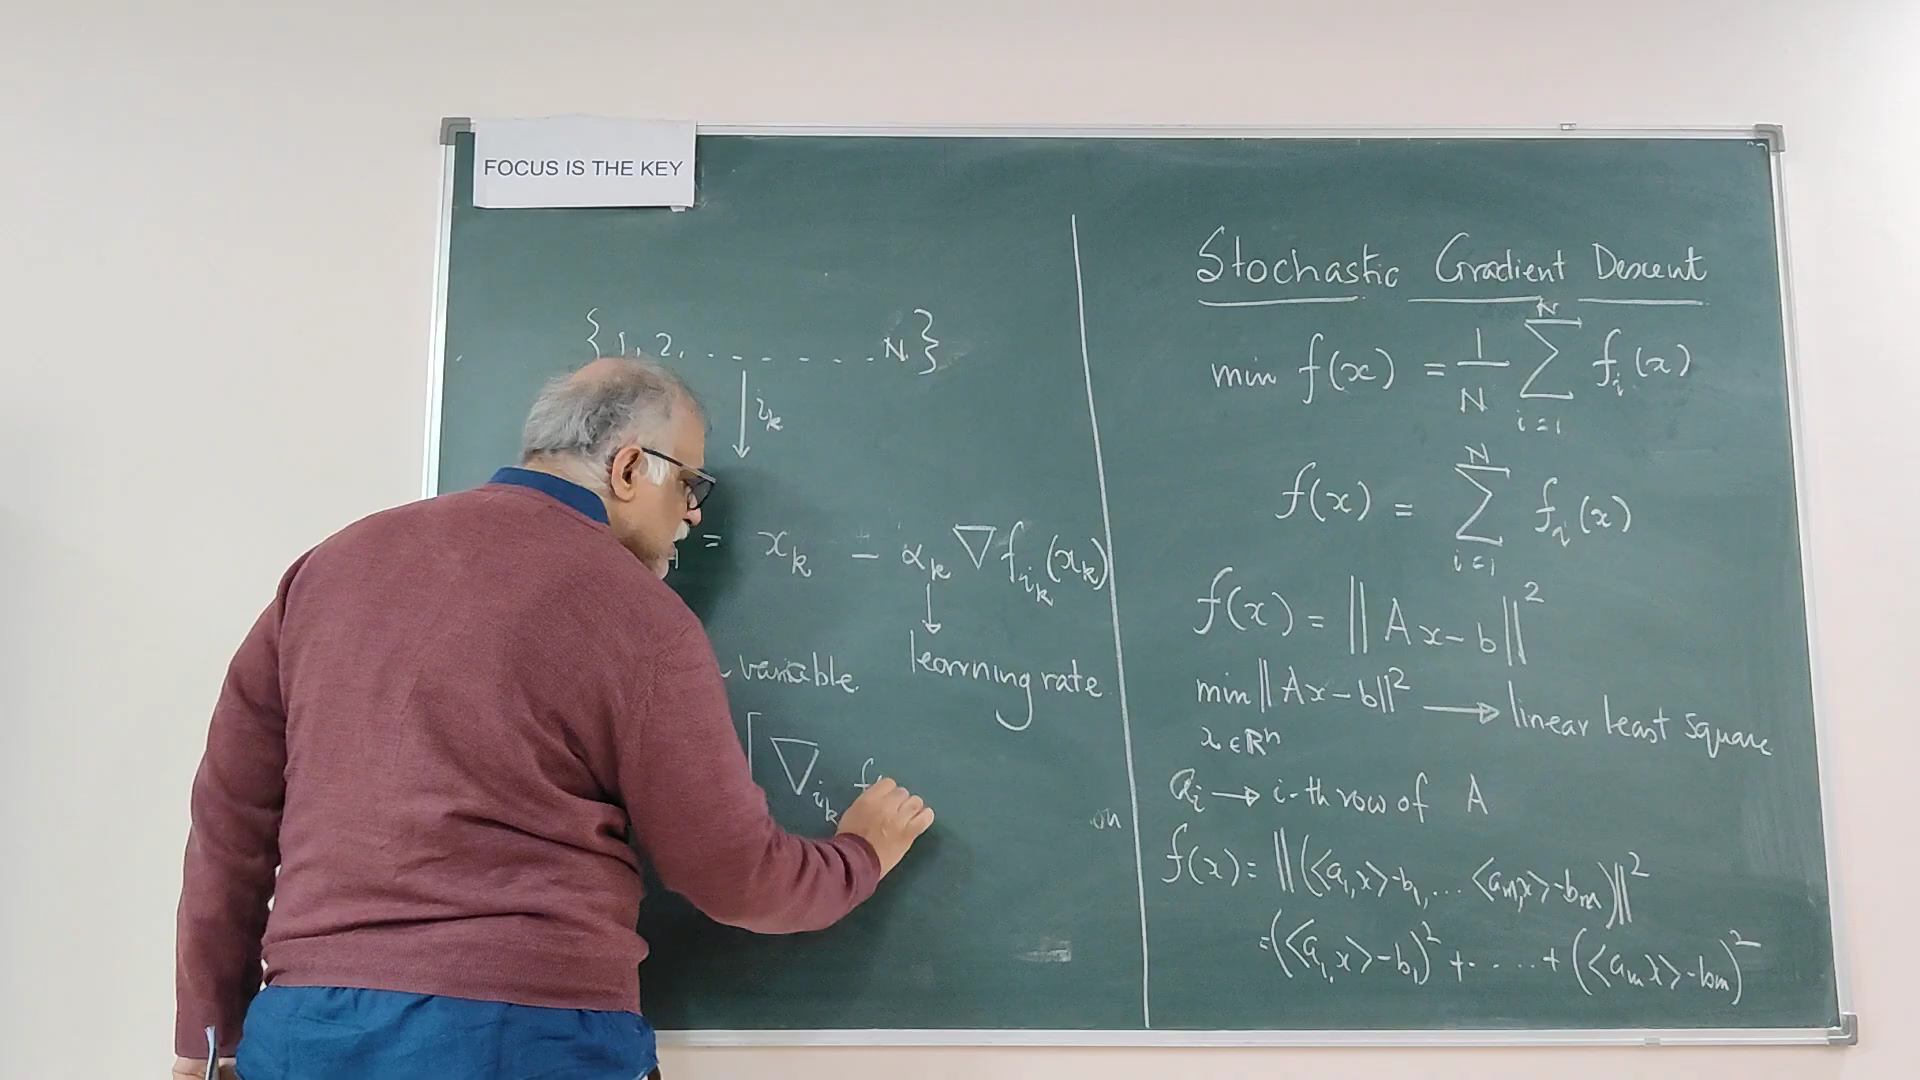 FOCUS IS THE KEY
{1, 2, . . . . . . . N}
i_k
= x_k − α_k ∇f_{i_k}(x_k)
learning rate
variable.
[∇_{i_k} f
on
Stochastic Gradient Descent
min f(x) = 1/N ∑_{i=1}^{N} f_i(x)
f(x) = ∑_{i=1}^{N} f_i(x)
f(x) = ||Ax−b||²
min ||Ax−b||² → linear least square
x ∈ ℝⁿ
a_i → i-th row of A
f(x) = ||(<a_1,x>−b_1, ... <a_m,x>−b_m)||²
= (<a_1,x>−b_1)² + . . . . + (<a_m x>−b_m)²